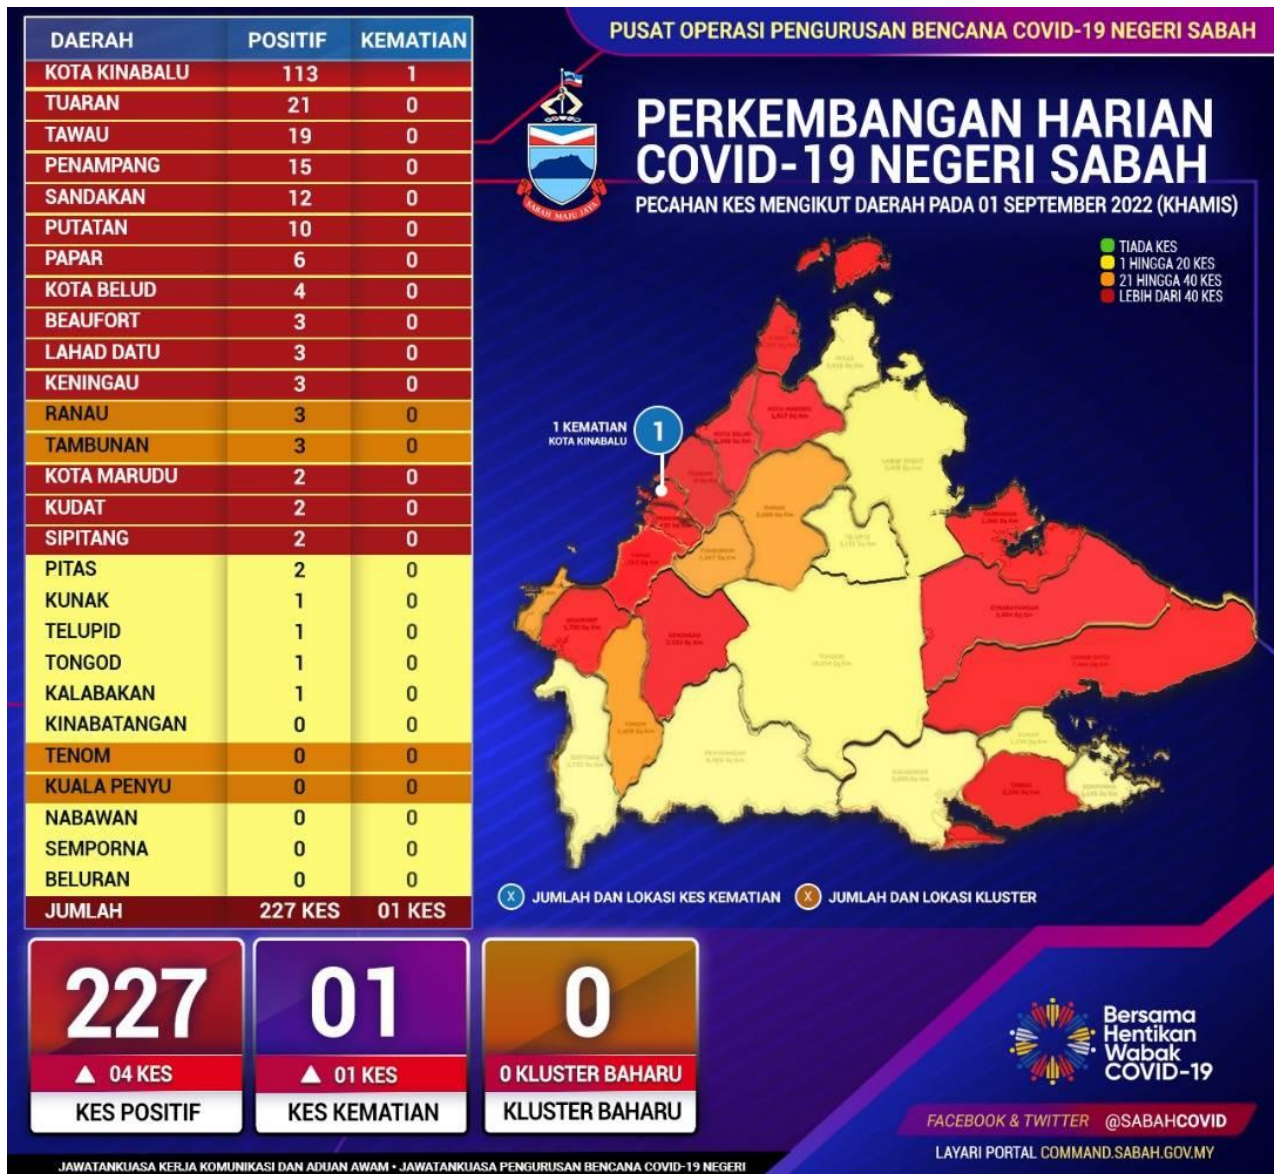 PUSAT OPERASI PENGURUSAN BENCANA COVID-19 NEGERI SABAH
PERKEMBANGAN HARIAN
COVID-19 NEGERI SABAH
PECAHAN KES MENGIKUT DAERAH PADA 01 SEPTEMBER 2022 (KHAMIS)
SABAH MAJU JAYA
DAERAH POSITIF KEMATIAN
KOTA KINABALU 113 1
TUARAN 21 0
TAWAU 19 0
PENAMPANG 15 0
SANDAKAN 12 0
PUTATAN 10 0
PAPAR 6 0
KOTA BELUD 4 0
BEAUFORT 3 0
LAHAD DATU 3 0
KENINGAU 3 0
RANAU 3 0
TAMBUNAN 3 0
KOTA MARUDU 2 0
KUDAT 2 0
SIPITANG 2 0
PITAS 2 0
KUNAK 1 0
TELUPID 1 0
TONGOD 1 0
KALABAKAN 1 0
KINABATANGAN 0 0
TENOM 0 0
KUALA PENYU 0 0
NABAWAN 0 0
SEMPORNA 0 0
BELURAN 0 0
JUMLAH 227 KES 01 KES
TIADA KES
1 HINGGA 20 KES
21 HINGGA 40 KES
LEBIH DARI 40 KES
1 KEMATIAN
KOTA KINABALU
1
X JUMLAH DAN LOKASI KES KEMATIAN
X JUMLAH DAN LOKASI KLUSTER
227
▲ 04 KES
KES POSITIF
01
▲ 01 KES
KES KEMATIAN
0
0 KLUSTER BAHARU
KLUSTER BAHARU
Bersama
Hentikan
Wabak
COVID-19
FACEBOOK & TWITTER @SABAHCOVID
LAYARI PORTAL COMMAND.SABAH.GOV.MY
JAWATANKUASA KERJA KOMUNIKASI DAN ADUAN AWAM • JAWATANKUASA PENGURUSAN BENCANA COVID-19 NEGERI